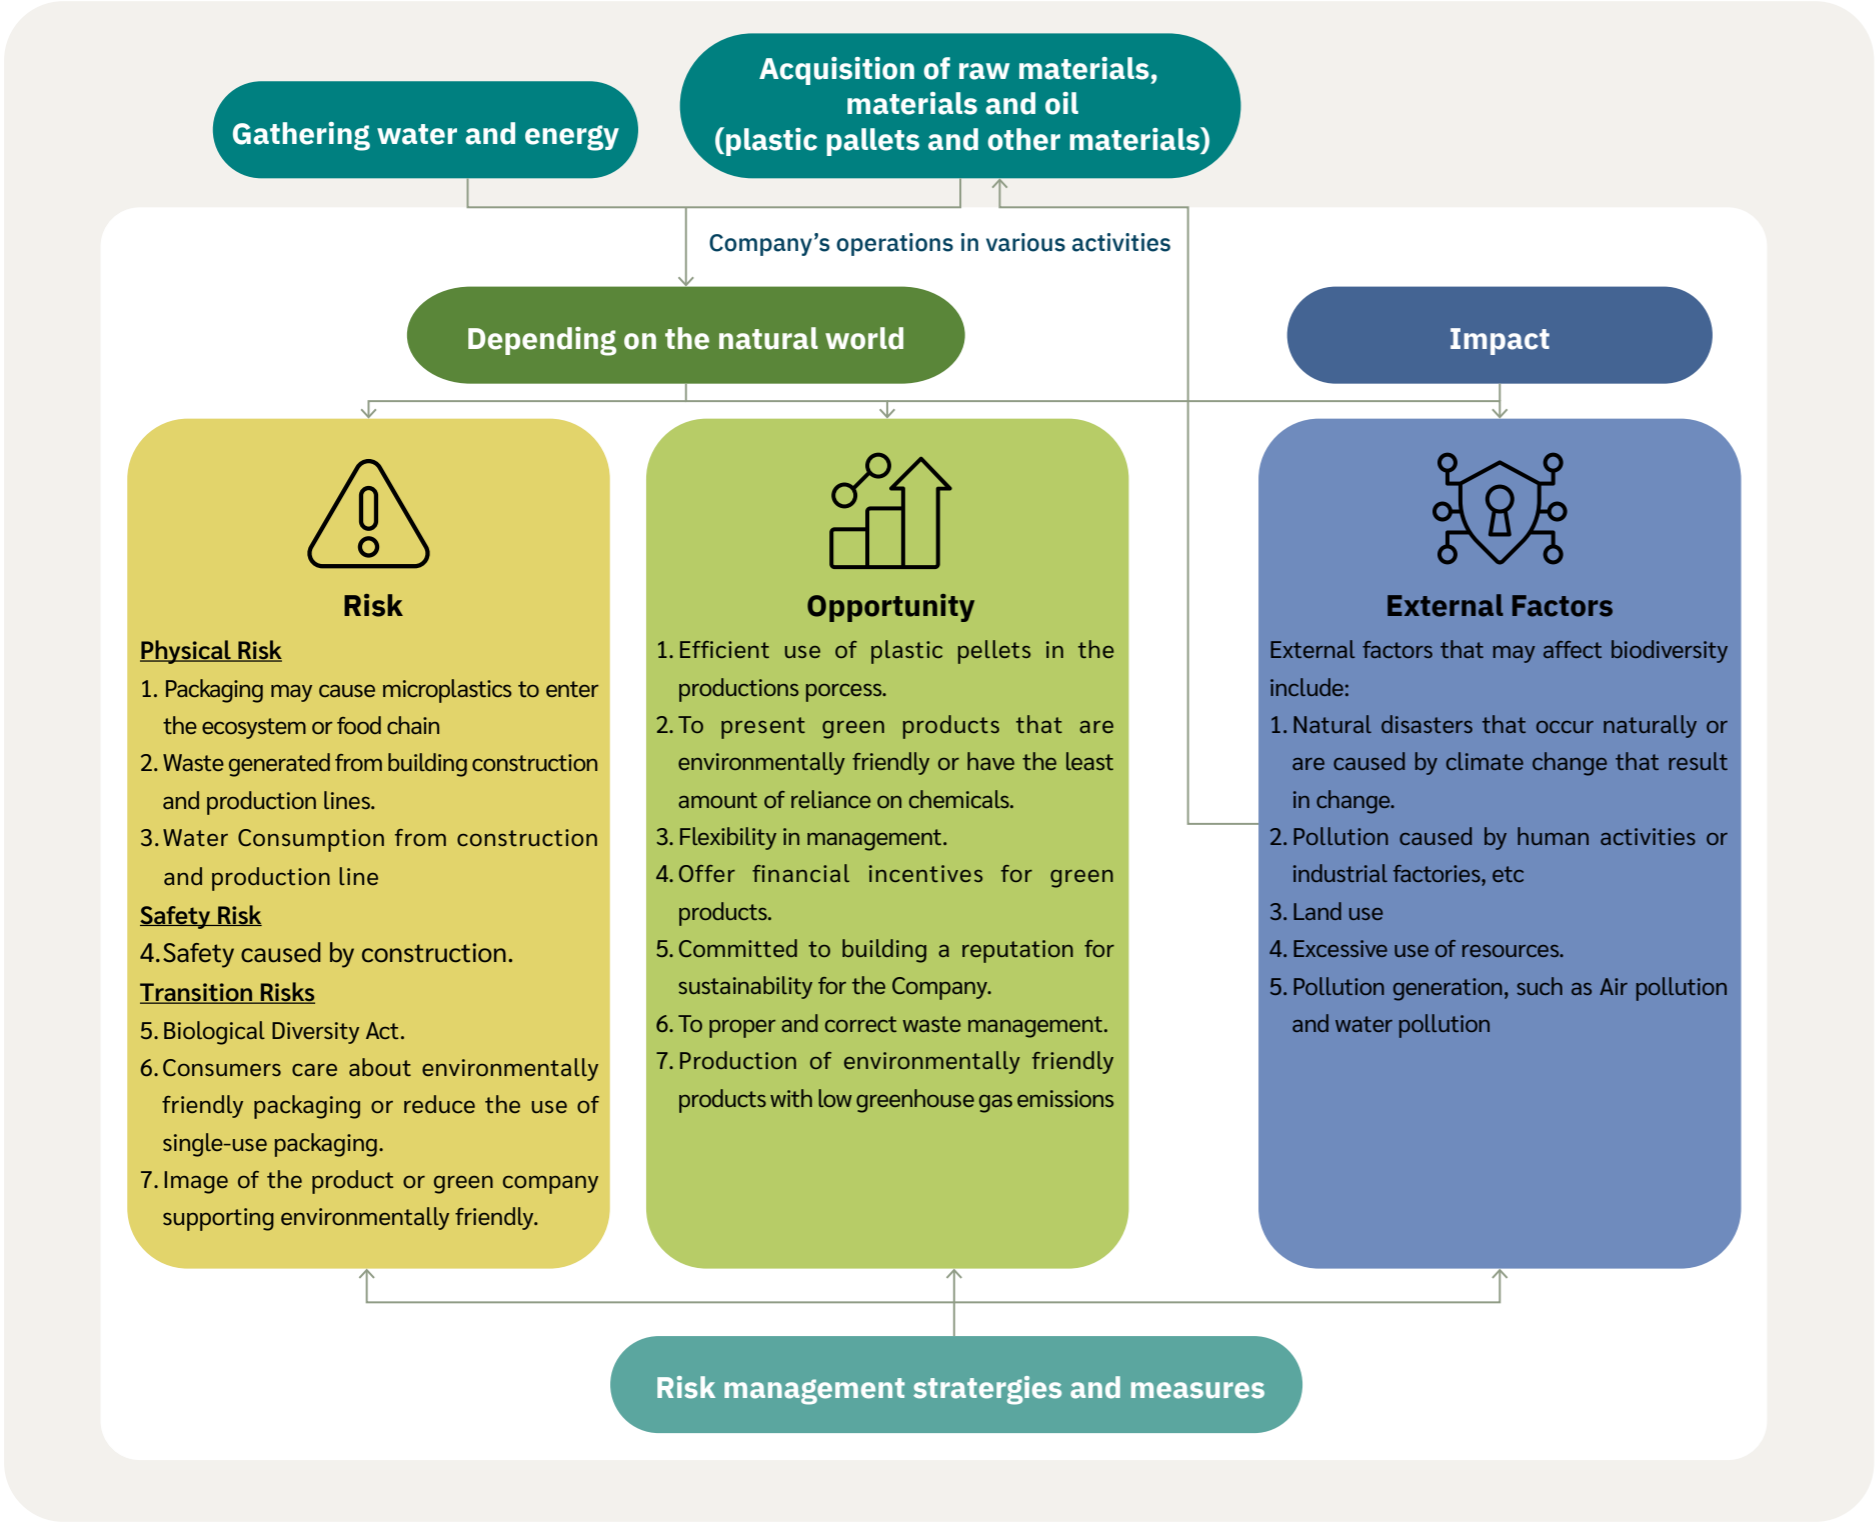 Gathering water and energy
Acquisition of raw materials,
materials and oil
(plastic pallets and other materials)
Company’s operations in various activities
Depending on the natural world
Impact
Risk
Physical Risk
1. Packaging may cause microplastics to enter
the ecosystem or food chain
2. Waste generated from building construction
and production lines.
3. Water Consumption from construction
and production line
Safety Risk
4. Safety caused by construction.
Transition Risks
5. Biological Diversity Act.
6. Consumers care about environmentally
friendly packaging or reduce the use of
single-use packaging.
7. Image of the product or green company
supporting environmentally friendly.
Opportunity
1. Efficient use of plastic pellets in the
productions porcess.
2. To present green products that are
environmentally friendly or have the least
amount of reliance on chemicals.
3. Flexibility in management.
4. Offer financial incentives for green
products.
5. Committed to building a reputation for
sustainability for the Company.
6. To proper and correct waste management.
7. Production of environmentally friendly
products with low greenhouse gas emissions
External Factors
External factors that may affect biodiversity
include:
1. Natural disasters that occur naturally or
are caused by climate change that result
in change.
2. Pollution caused by human activities or
industrial factories, etc
3. Land use
4. Excessive use of resources.
5. Pollution generation, such as Air pollution
and water pollution
Risk management stratergies and measures